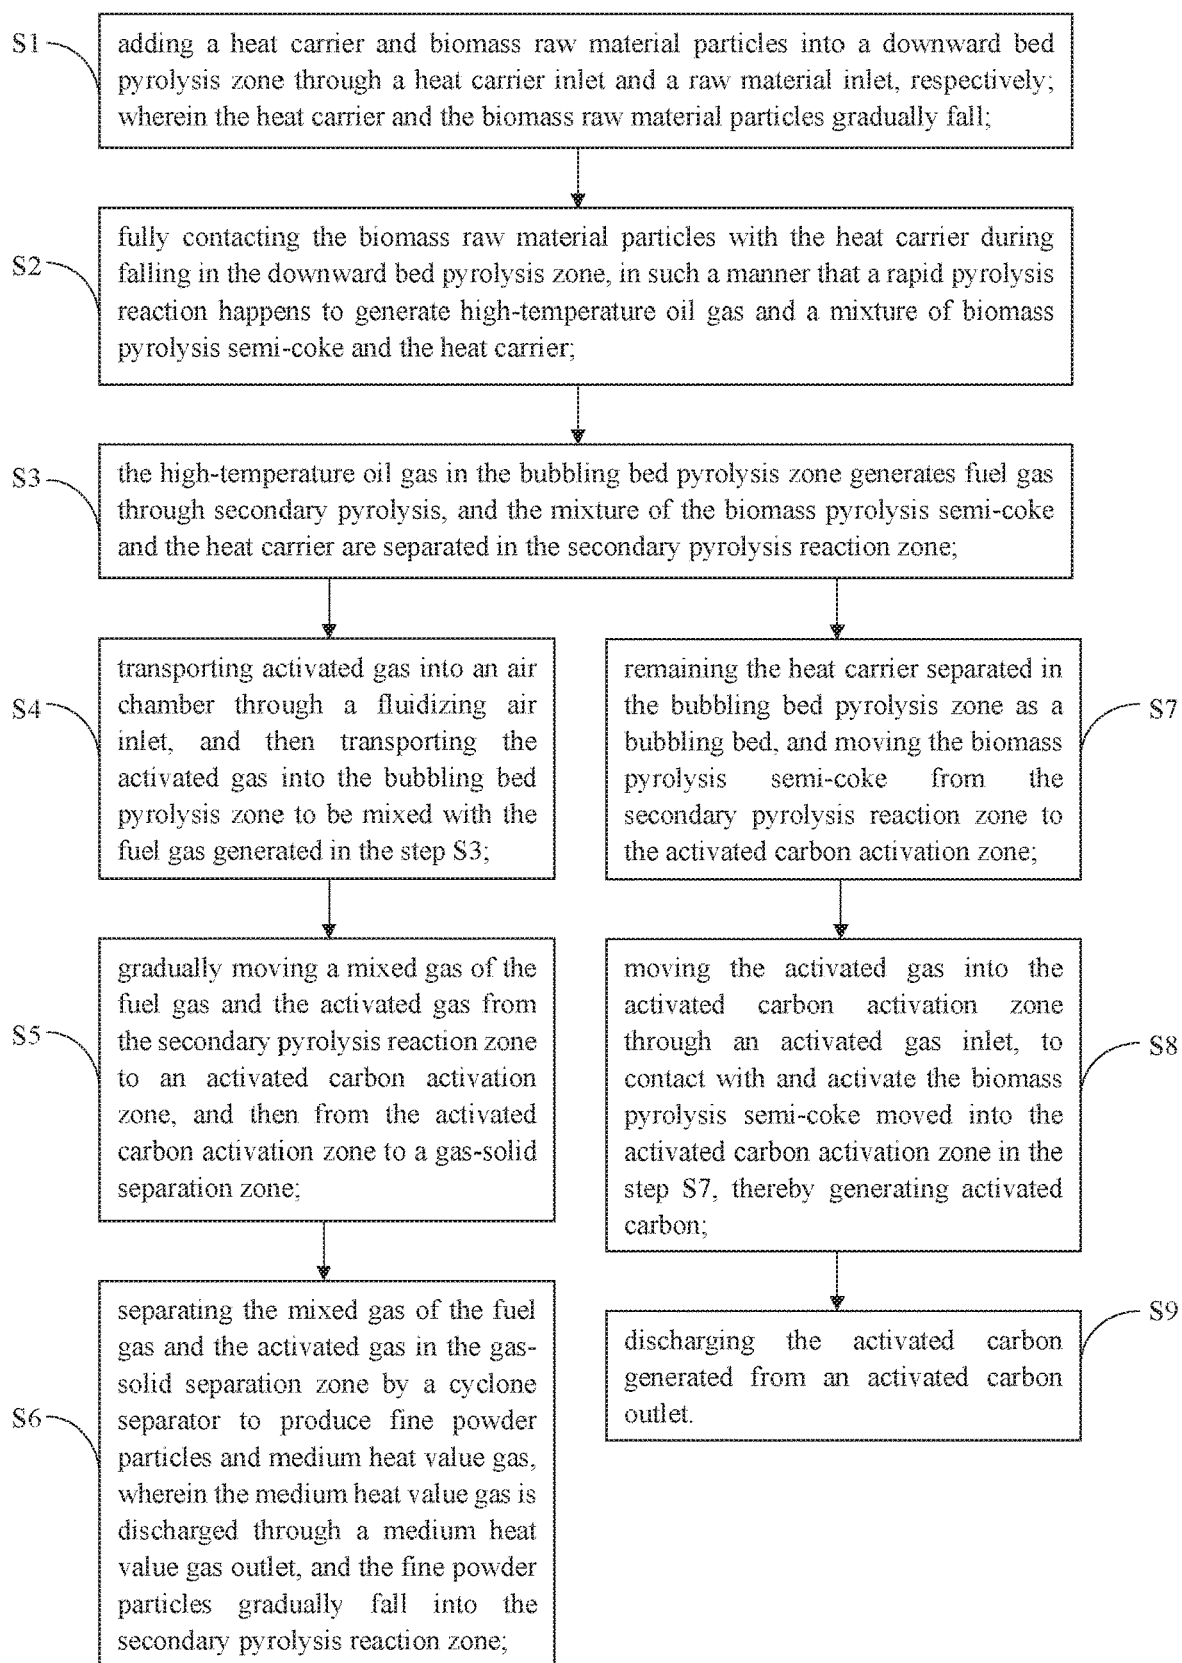 S1
adding a heat carrier and biomass raw material particles into a downward bed
pyrolysis zone through a heat carrier inlet and a raw material inlet, respectively;
wherein the heat carrier and the biomass raw material particles gradually fall;
S2
fully contacting the biomass raw material particles with the heat carrier during
falling in the downward bed pyrolysis zone, in such a manner that a rapid pyrolysis
reaction happens to generate high-temperature oil gas and a mixture of biomass
pyrolysis semi-coke and the heat carrier;
S3
the high-temperature oil gas in the bubbling bed pyrolysis zone generates fuel gas
through secondary pyrolysis, and the mixture of the biomass pyrolysis semi-coke
and the heat carrier are separated in the secondary pyrolysis reaction zone;
S4
transporting activated gas into an air
chamber through a fluidizing air
inlet, and then transporting the
activated gas into the bubbling bed
pyrolysis zone to be mixed with the
fuel gas generated in the step S3;
S5
gradually moving a mixed gas of the
fuel gas and the activated gas from
the secondary pyrolysis reaction zone
to an activated carbon activation
zone, and then from the activated
carbon activation zone to a gas-solid
separation zone;
S6
separating the mixed gas of the fuel
gas and the activated gas in the gas-
solid separation zone by a cyclone
separator to produce fine powder
particles and medium heat value gas,
wherein the medium heat value gas is
discharged through a medium heat
value gas outlet, and the fine powder
particles gradually fall into the
secondary pyrolysis reaction zone;
S7
remaining the heat carrier separated in
the bubbling bed pyrolysis zone as a
bubbling bed, and moving the biomass
pyrolysis semi-coke from the
secondary pyrolysis reaction zone to
the activated carbon activation zone;
S8
moving the activated gas into the
activated carbon activation zone
through an activated gas inlet, to
contact with and activate the biomass
pyrolysis semi-coke moved into the
activated carbon activation zone in the
step S7, thereby generating activated
carbon;
S9
discharging the activated carbon
generated from an activated carbon
outlet.